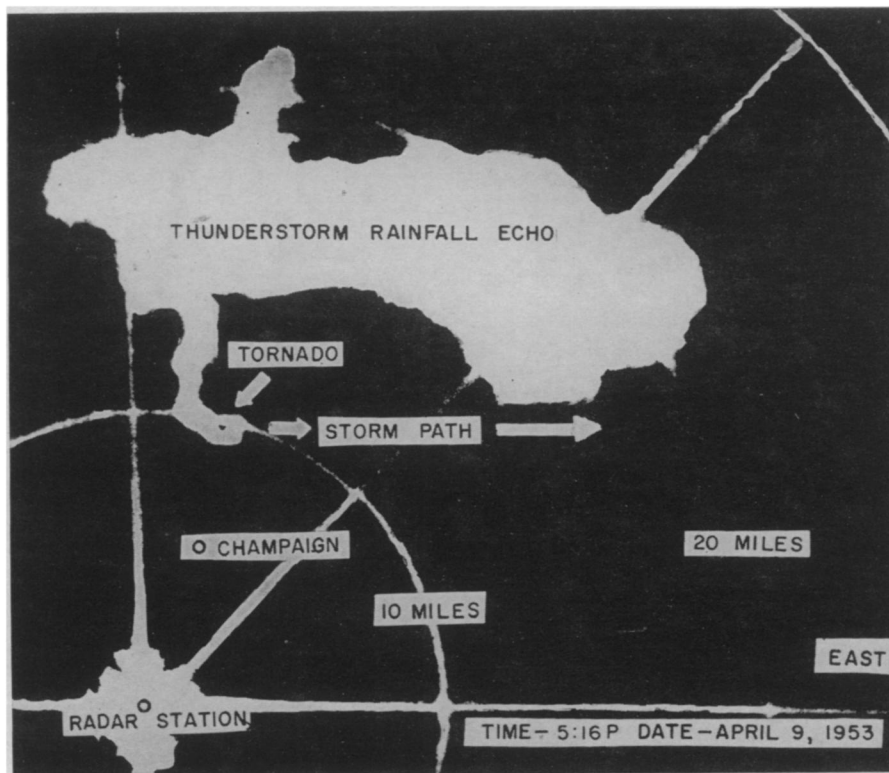 THUNDERSTORM RAINFALL ECHO
TORNADO
STORM PATH
O CHAMPAIGN
20 MILES
10 MILES
EAST
RADAR STATION
TIME – 5:16 P DATE – APRIL 9, 1953